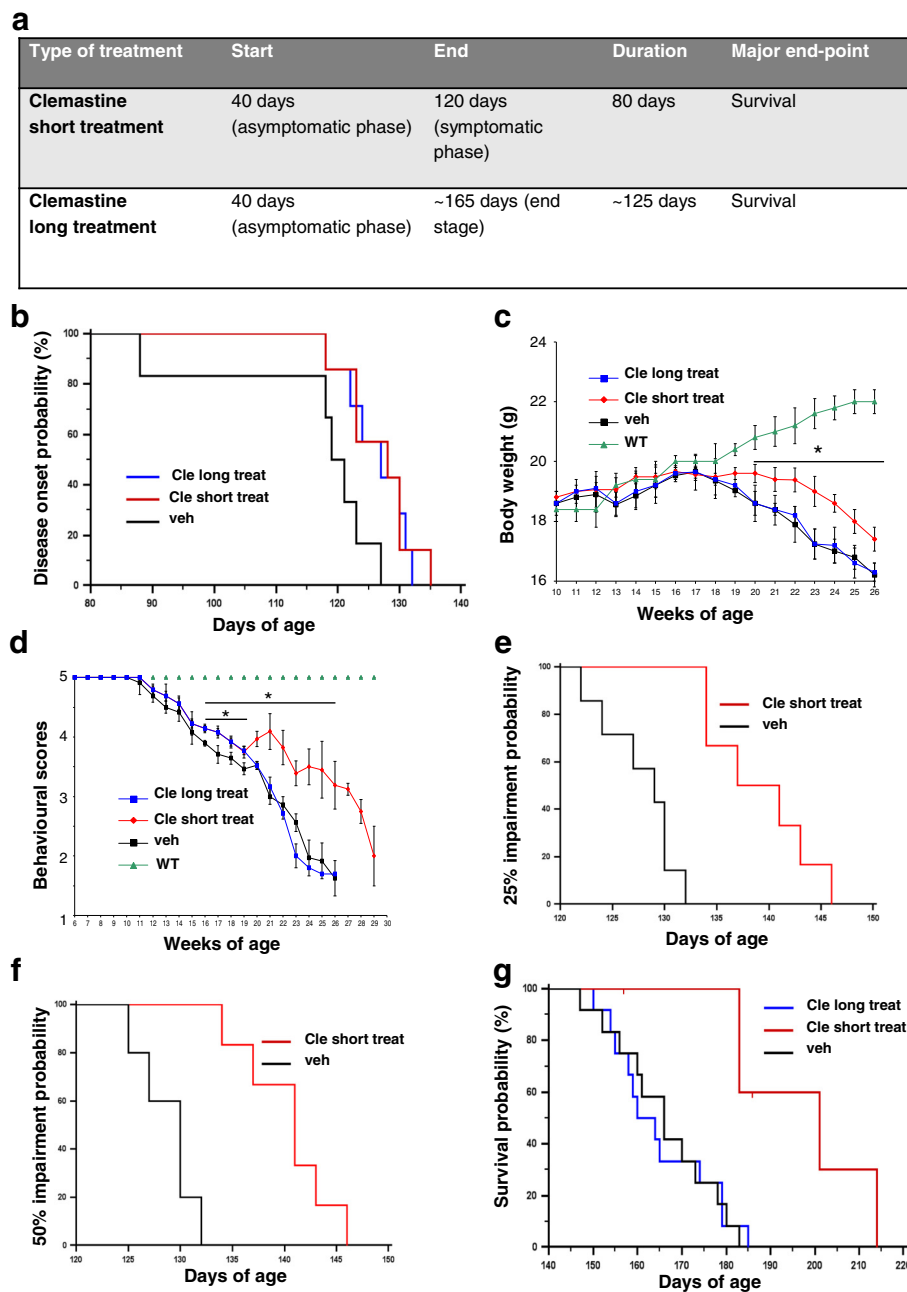 a
Type of treatment Start End Duration Major end-point
Clemastine 40 days 120 days 80 days Survival
short treatment (asymptomatic phase) (symptomatic
phase)
Clemastine 40 days ~165 days (end ~125 days Survival
long treatment (asymptomatic phase) stage)
b
Disease onset probability (%)
100
80
60
40
20
0
Cle long treat
Cle short treat
veh
80 90 100 110 120 130 140
Days of age
c
Body weight (g)
24
22
20
18
16
Cle long treat
Cle short treat
veh
WT
*
10 11 12 13 14 15 16 17 18 19 20 21 22 23 24 25 26
Weeks of age
d
Behavioural scores
5
4
3
2
1
*
*
Cle long treat
Cle short treat
veh
WT
6 7 8 9 10 11 12 13 14 15 16 17 18 19 20 21 22 23 24 25 26 27 28 29 30
Weeks of age
e
25% impairment probability
100
80
60
40
20
0
Cle short treat
veh
120 125 130 135 140 145 150
Days of age
f
50% impairment probability
100
80
60
40
20
0
Cle short treat
veh
120 125 130 135 140 145 150
Days of age
g
Survival probability (%)
100
80
60
40
20
0
Cle long treat
Cle short treat
veh
140 150 160 170 180 190 200 210 220
Days of age